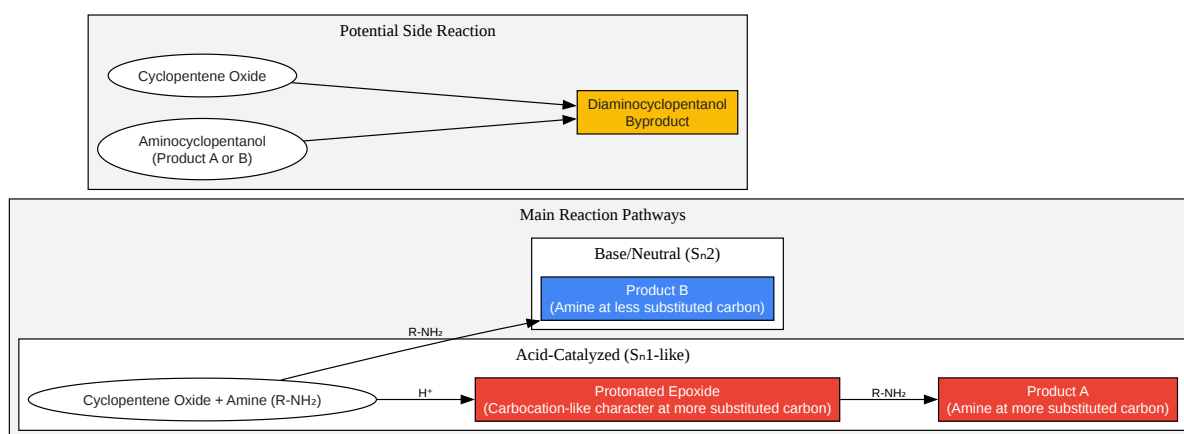 Potential Side Reaction
Cyclopentene Oxide
Aminocyclopentanol
(Product A or B)
Diaminocyclopentanol
Byproduct
Main Reaction Pathways
Base/Neutral (Sₙ2)
Product B
(Amine at less substituted carbon)
R-NH₂
Acid-Catalyzed (Sₙ1-like)
Cyclopentene Oxide + Amine (R-NH₂)
H⁺
Protonated Epoxide
(Carbocation-like character at more substituted carbon)
R-NH₂
Product A
(Amine at more substituted carbon)